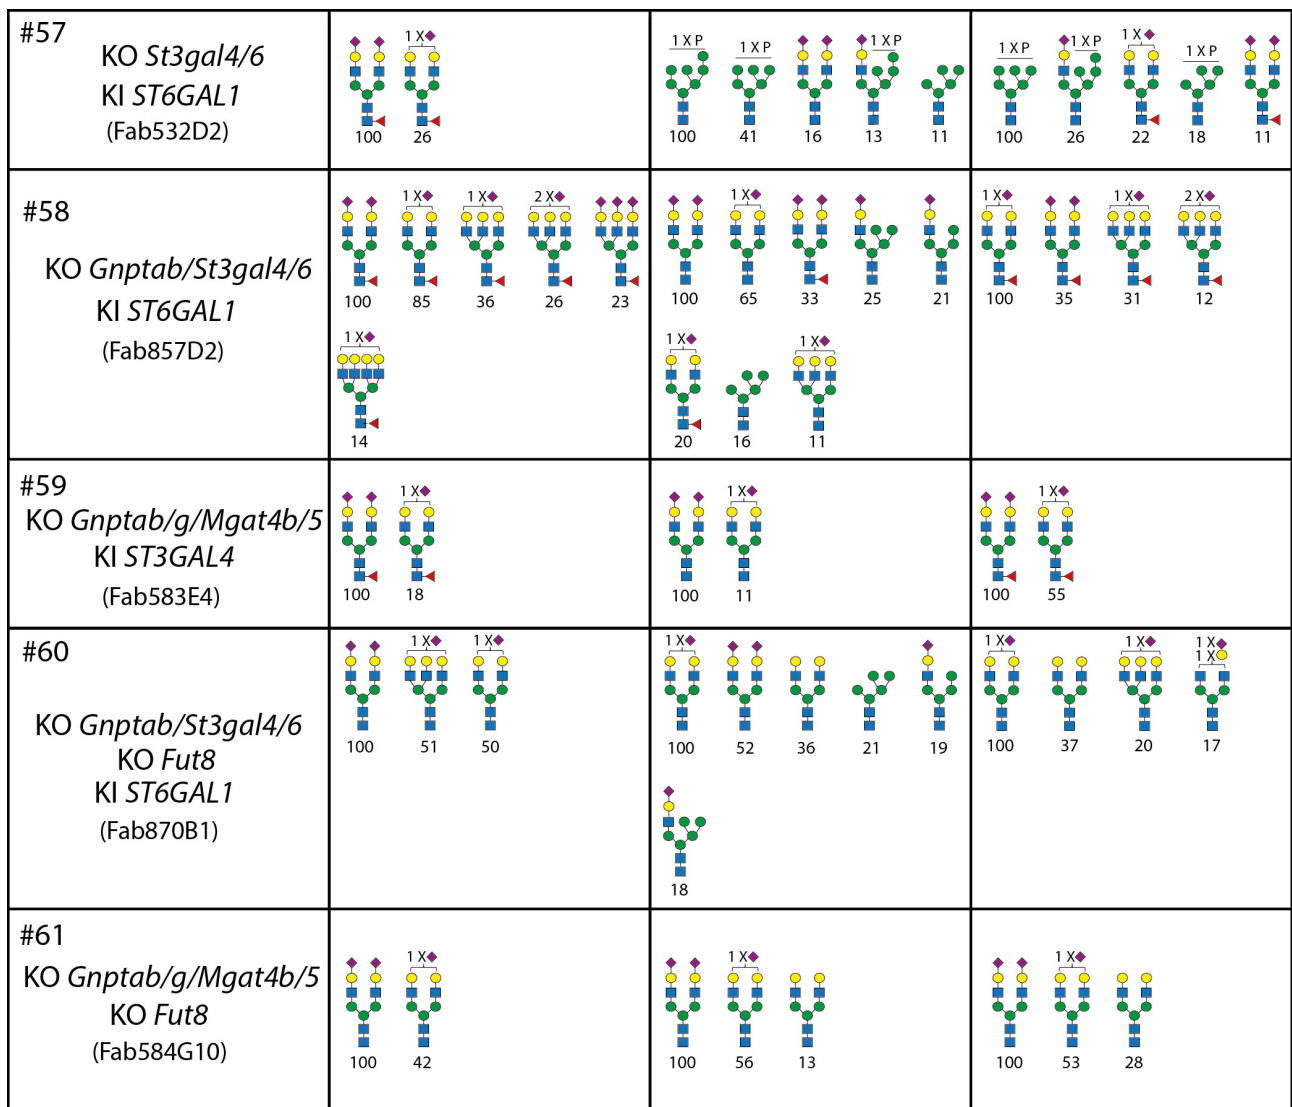 #57
KO St3gal4/6
KI ST6GAL1
(Fab532D2)
1 X
100 26
1 X P 1 X P 1 X P
100 41 16 13 11
1 X P 1 X P 1 X 1 X P
100 26 22 18 11
#58
KO Gnptab/St3gal4/6
KI ST6GAL1
(Fab857D2)
1 X 1 X 2 X
100 85 36 26 23
1 X
14
1 X
100 65 33 25 21
1 X 1 X
20 16 11
1 X 1 X 2 X
100 35 31 12
#59
KO Gnptab/g/Mgat4b/5
KI ST3GAL4
(Fab583E4)
1 X
100 18
1 X
100 11
1 X
100 55
#60
KO Gnptab/St3gal4/6
KO Fut8
KI ST6GAL1
(Fab870B1)
1 X 1 X
100 51 50
1 X
100 52 36 21 19
18
1 X 1 X 1 X
1 X
100 37 20 17
#61
KO Gnptab/g/Mgat4b/5
KO Fut8
(Fab584G10)
1 X
100 42
1 X
100 56 13
1 X
100 53 28